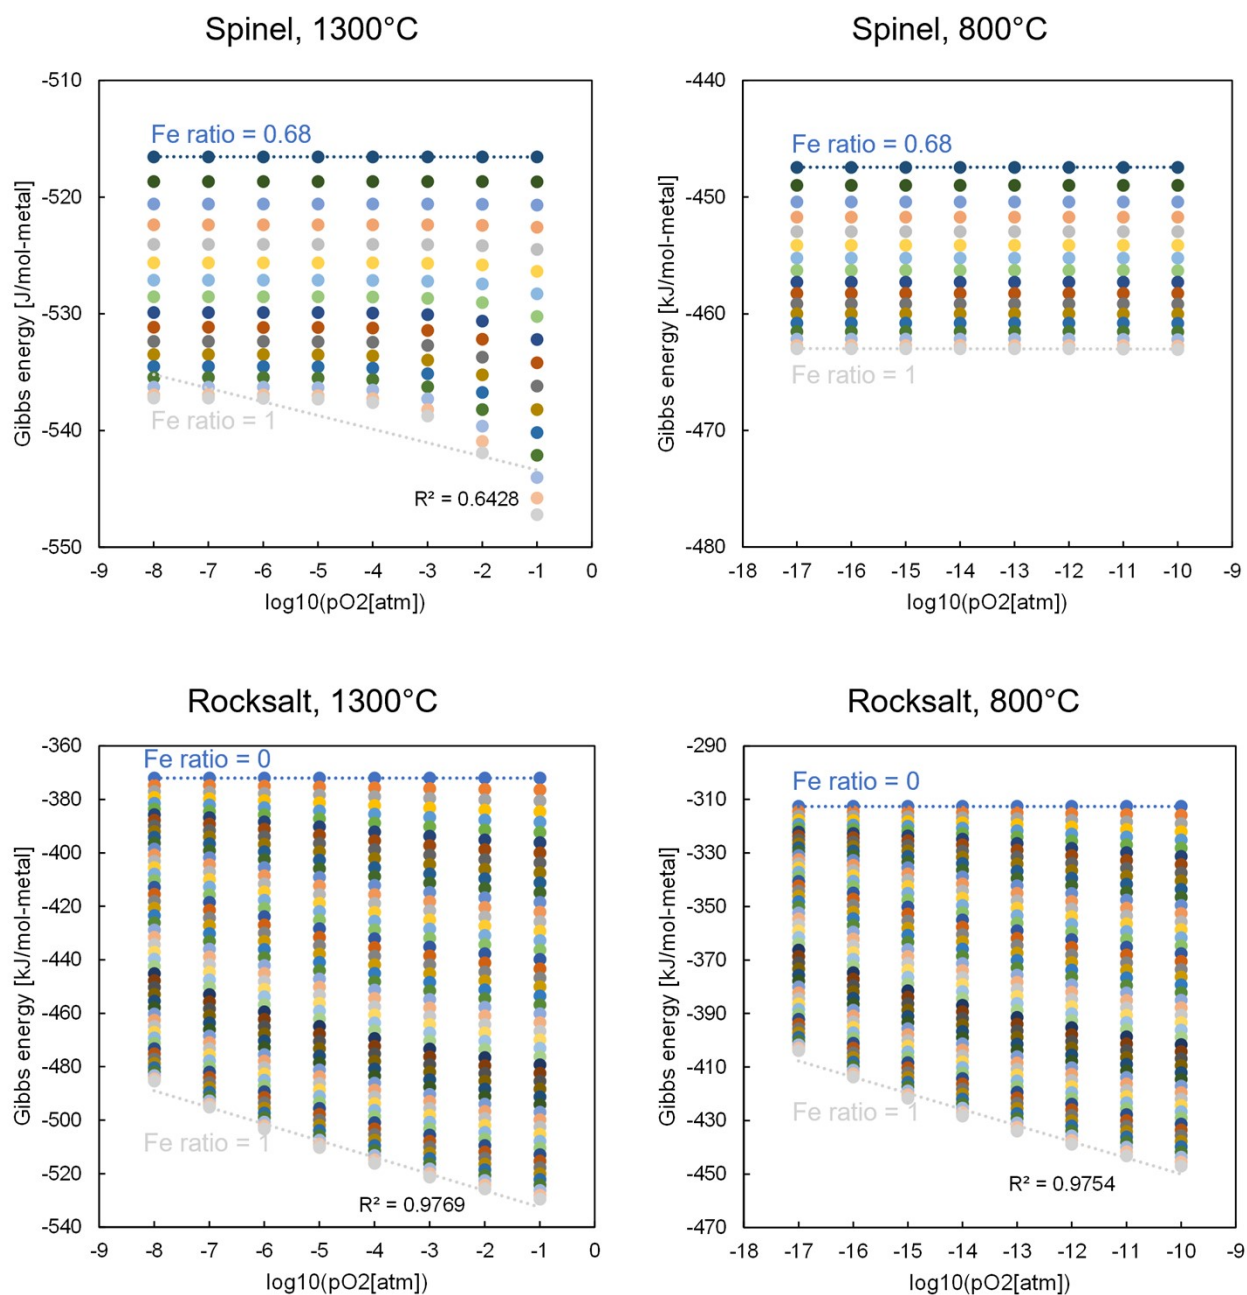 Spinel, 1300°C
Gibbs energy [J/mol-metal]
-510
-520
-530
-540
-550
Fe ratio = 0.68
Fe ratio = 1
R² = 0.6428
-9 -8 -7 -6 -5 -4 -3 -2 -1 0
log10(pO2[atm])
Spinel, 800°C
Gibbs energy [kJ/mol-metal]
-440
-450
-460
-470
-480
Fe ratio = 0.68
Fe ratio = 1
-18 -17 -16 -15 -14 -13 -12 -11 -10 -9
log10(pO2[atm])
Rocksalt, 1300°C
Gibbs energy [kJ/mol-metal]
-360
-380
-400
-420
-440
-460
-480
-500
-520
-540
Fe ratio = 0
Fe ratio = 1
R² = 0.9769
-9 -8 -7 -6 -5 -4 -3 -2 -1 0
log10(pO2[atm])
Rocksalt, 800°C
Gibbs energy [kJ/mol-metal]
-290
-310
-330
-350
-370
-390
-410
-430
-450
-470
Fe ratio = 0
Fe ratio = 1
R² = 0.9754
-18 -17 -16 -15 -14 -13 -12 -11 -10 -9
log10(pO2[atm])